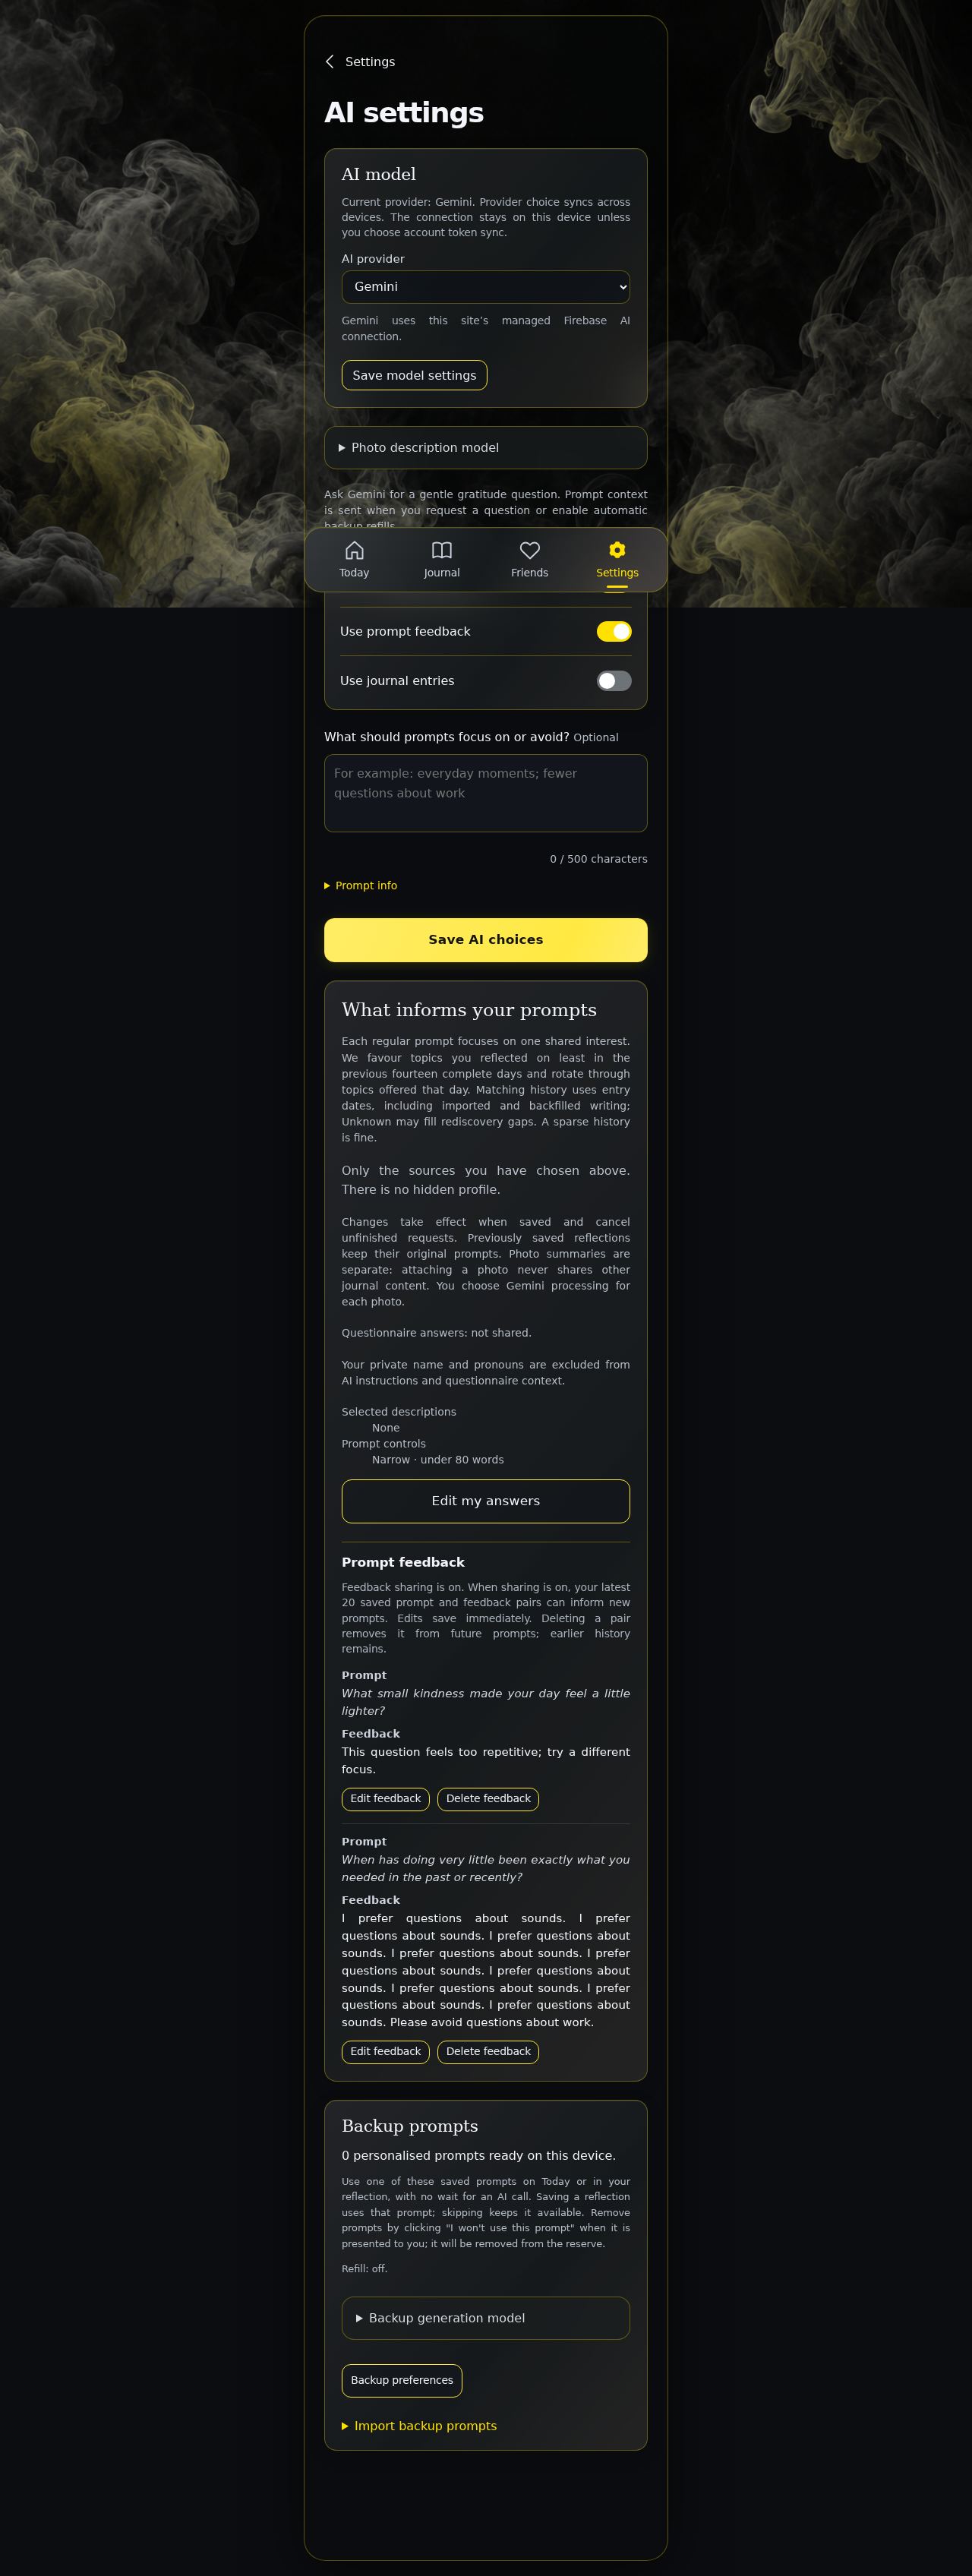 Settings
AI settings
AI model
Current provider: Gemini. Provider choice syncs across
devices. The connection stays on this device unless
you choose account token sync.
AI provider
Gemini
Gemini uses this site’s managed Firebase AI
connection.
Save model settings
Photo description model
Ask Gemini for a gentle gratitude question. Prompt context
is sent when you request a question or enable automatic
backup refills.
Today
Journal
Friends
Settings
Use prompt feedback
Use journal entries
What should prompts focus on or avoid? Optional
For example: everyday moments; fewer
questions about work
0 / 500 characters
Prompt info
Save AI choices
What informs your prompts
Each regular prompt focuses on one shared interest.
We favour topics you reflected on least in the
previous fourteen complete days and rotate through
topics offered that day. Matching history uses entry
dates, including imported and backfilled writing;
Unknown may fill rediscovery gaps. A sparse history
is fine.
Only the sources you have chosen above.
There is no hidden profile.
Changes take effect when saved and cancel
unfinished requests. Previously saved reflections
keep their original prompts. Photo summaries are
separate: attaching a photo never shares other
journal content. You choose Gemini processing for
each photo.
Questionnaire answers: not shared.
Your private name and pronouns are excluded from
AI instructions and questionnaire context.
Selected descriptions
None
Prompt controls
Narrow · under 80 words
Edit my answers
Prompt feedback
Feedback sharing is on. When sharing is on, your latest
20 saved prompt and feedback pairs can inform new
prompts. Edits save immediately. Deleting a pair
removes it from future prompts; earlier history
remains.
Prompt
What small kindness made your day feel a little
lighter?
Feedback
This question feels too repetitive; try a different
focus.
Edit feedback
Delete feedback
Prompt
When has doing very little been exactly what you
needed in the past or recently?
Feedback
I prefer questions about sounds. I prefer
questions about sounds. I prefer questions about
sounds. I prefer questions about sounds. I prefer
questions about sounds. I prefer questions about
sounds. I prefer questions about sounds. I prefer
questions about sounds. I prefer questions about
sounds. Please avoid questions about work.
Edit feedback
Delete feedback
Backup prompts
0 personalised prompts ready on this device.
Use one of these saved prompts on Today or in your
reflection, with no wait for an AI call. Saving a reflection
uses that prompt; skipping keeps it available. Remove
prompts by clicking "I won't use this prompt" when it is
presented to you; it will be removed from the reserve.
Refill: off.
Backup generation model
Backup preferences
Import backup prompts